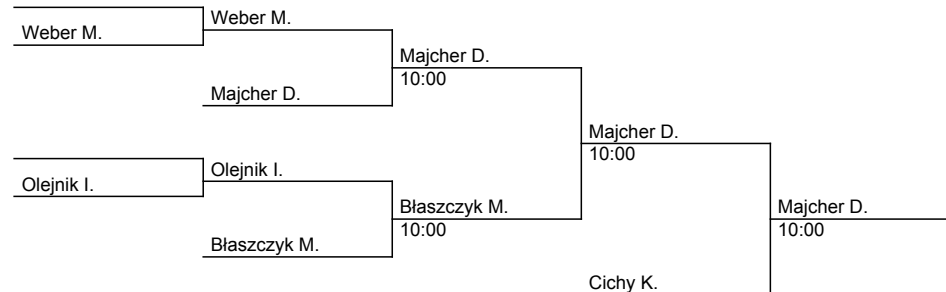 Weber M.
Weber M.
Majcher D.
10:00
Majcher D.
Majcher D.
10:00
Olejnik I.
Olejnik I.
Błaszczyk M.
10:00
Błaszczyk M.
Majcher D.
10:00
Cichy K.